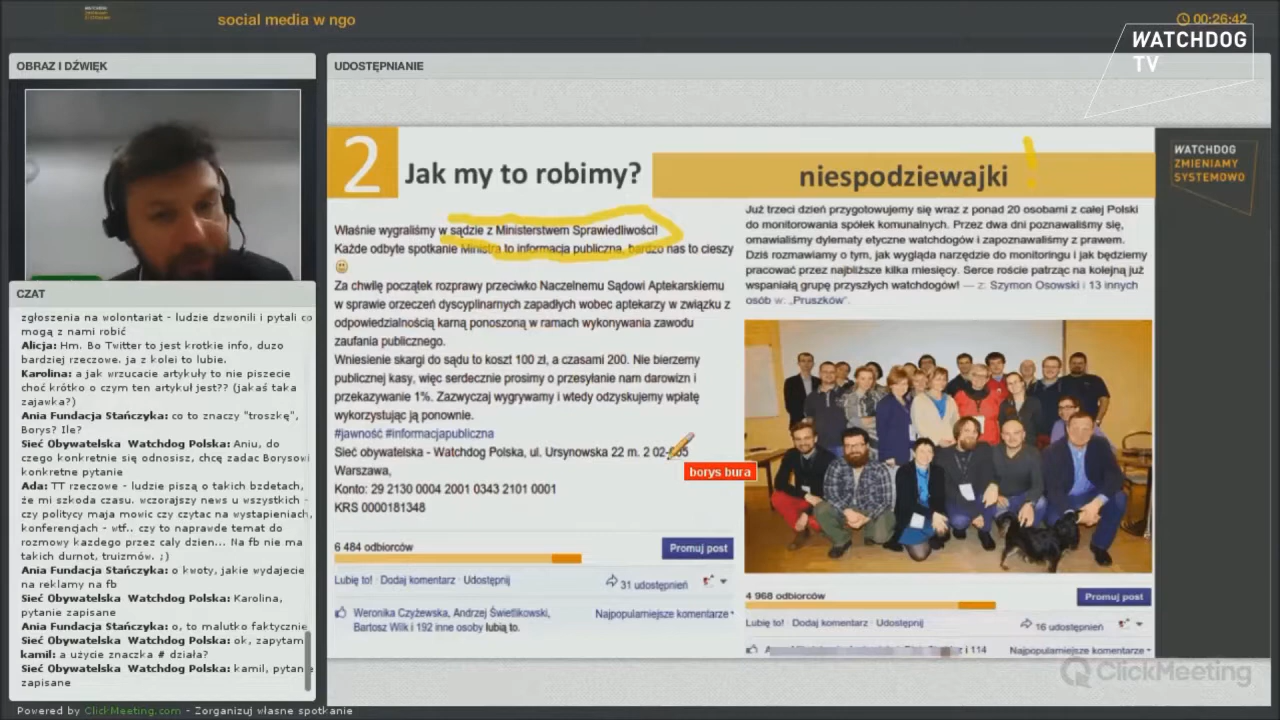 WATCHDOG
ZMIENIAMY
SYSTEMOWO
social media w ngo
00:26:42
WATCHDOG
TV
OBRAZ I DŹWIĘK
UDOSTĘPNIANIE
2
Jak my to robimy?
niespodziewajki
!
WATCHDOG
ZMIENIAMY
SYSTEMOWO
Właśnie wygraliśmy w sądzie z Ministerstwem Sprawiedliwości!
Każde odbyte spotkanie Ministra to informacja publiczna, bardzo nas to cieszy
Za chwilę początek rozprawy przeciwko Naczelnemu Sądowi Aptekarskiemu
w sprawie orzeczeń dyscyplinarnych zapadłych wobec aptekarzy w związku z
odpowiedzialnością karną ponoszoną w ramach wykonywania zawodu
zaufania publicznego.
Wniesienie skargi do sądu to koszt 100 zł, a czasami 200. Nie bierzemy
publicznej kasy, więc serdecznie prosimy o przesyłanie nam darowizn i
przekazywanie 1%. Zazwyczaj wygrywamy i wtedy odzyskujemy wpłatę
wykorzystując ją ponownie.
#jawność #informacjapubliczna
Sieć obywatelska - Watchdog Polska, ul. Ursynowska 22 m. 2 02-605
Warszawa,
Konto: 29 2130 0004 2001 0343 2101 0001
KRS 0000181348
borys bura
6 484 odbiorców
Promuj post
Lubię to! · Dodaj komentarz · Udostępnij
31 udostępnień
Weronika Czyżewska, Andrzej Świetlikowski,
Bartosz Wilk i 192 inne osoby lubią to.
Najpopularniejsze komentarze
Już trzeci dzień przygotowujemy się wraz z ponad 20 osobami z całej Polski
do monitorowania spółek komunalnych. Przez dwa dni poznawaliśmy się,
omawialiśmy dylematy etyczne watchdogów i zapoznawaliśmy z prawem.
Dziś rozmawiamy o tym, jak wygląda narzędzie do monitoringu i jak będziemy
pracować przez najbliższe kilka miesięcy. Serce roście patrząc na kolejną już
wspaniałą grupę przyszłych watchdogów! — z: Szymon Osowski i 13 innych
osób w: „Pruszków”.
4 968 odbiorców
Promuj post
Lubię to! Dodaj komentarz · Udostępnij
16 udostępnień
i 114
Najpopularniejsze komentarze
CZAT
zgłoszenia na wolontariat - ludzie dzwonili i pytali co
mogą z nami robić
Alicja: Hm. Bo Twitter to jest krotkie info, duzo
bardziej rzeczowe. ja z kolei to lubie.
Karolina: a jak wrzucacie artykuły to nie piszecie
choć krótko o czym ten artykuł jest?? (jakaś taka
zajawka?)
Ania Fundacja Stańczyka: co to znaczy "troszkę",
Borys? Ile?
Sieć Obywatelska Watchdog Polska: Aniu, do
czego konkretnie się odnosisz, chcę zadac Borysowi
konkretne pytanie
Ada: TT rzeczowe - ludzie piszą o takich bzdetach,
że mi szkoda czasu. wczorajszy news u wszystkich -
czy politycy maja mowic czy czytac na wystapieniach,
konferencjach - wtf.. czy to naprawde temat do
rozmowy kazdego przez caly dzien... Na fb nie ma
takich durnot, truizmów. ;)
Ania Fundacja Stańczyka: o kwoty, jakie wydajecie
na reklamy na fb
Sieć Obywatelska Watchdog Polska: Karolina,
pytanie zapisane
Ania Fundacja Stańczyka: o, to malutko faktycznie
Sieć Obywatelska Watchdog Polska: ok, zapytam
kamil: a użycie znaczka # działa?
Sieć Obywatelska Watchdog Polska: kamil, pytanie
zapisane
ClickMeeting
Powered by ClickMeeting.com - Zorganizuj własne spotkanie